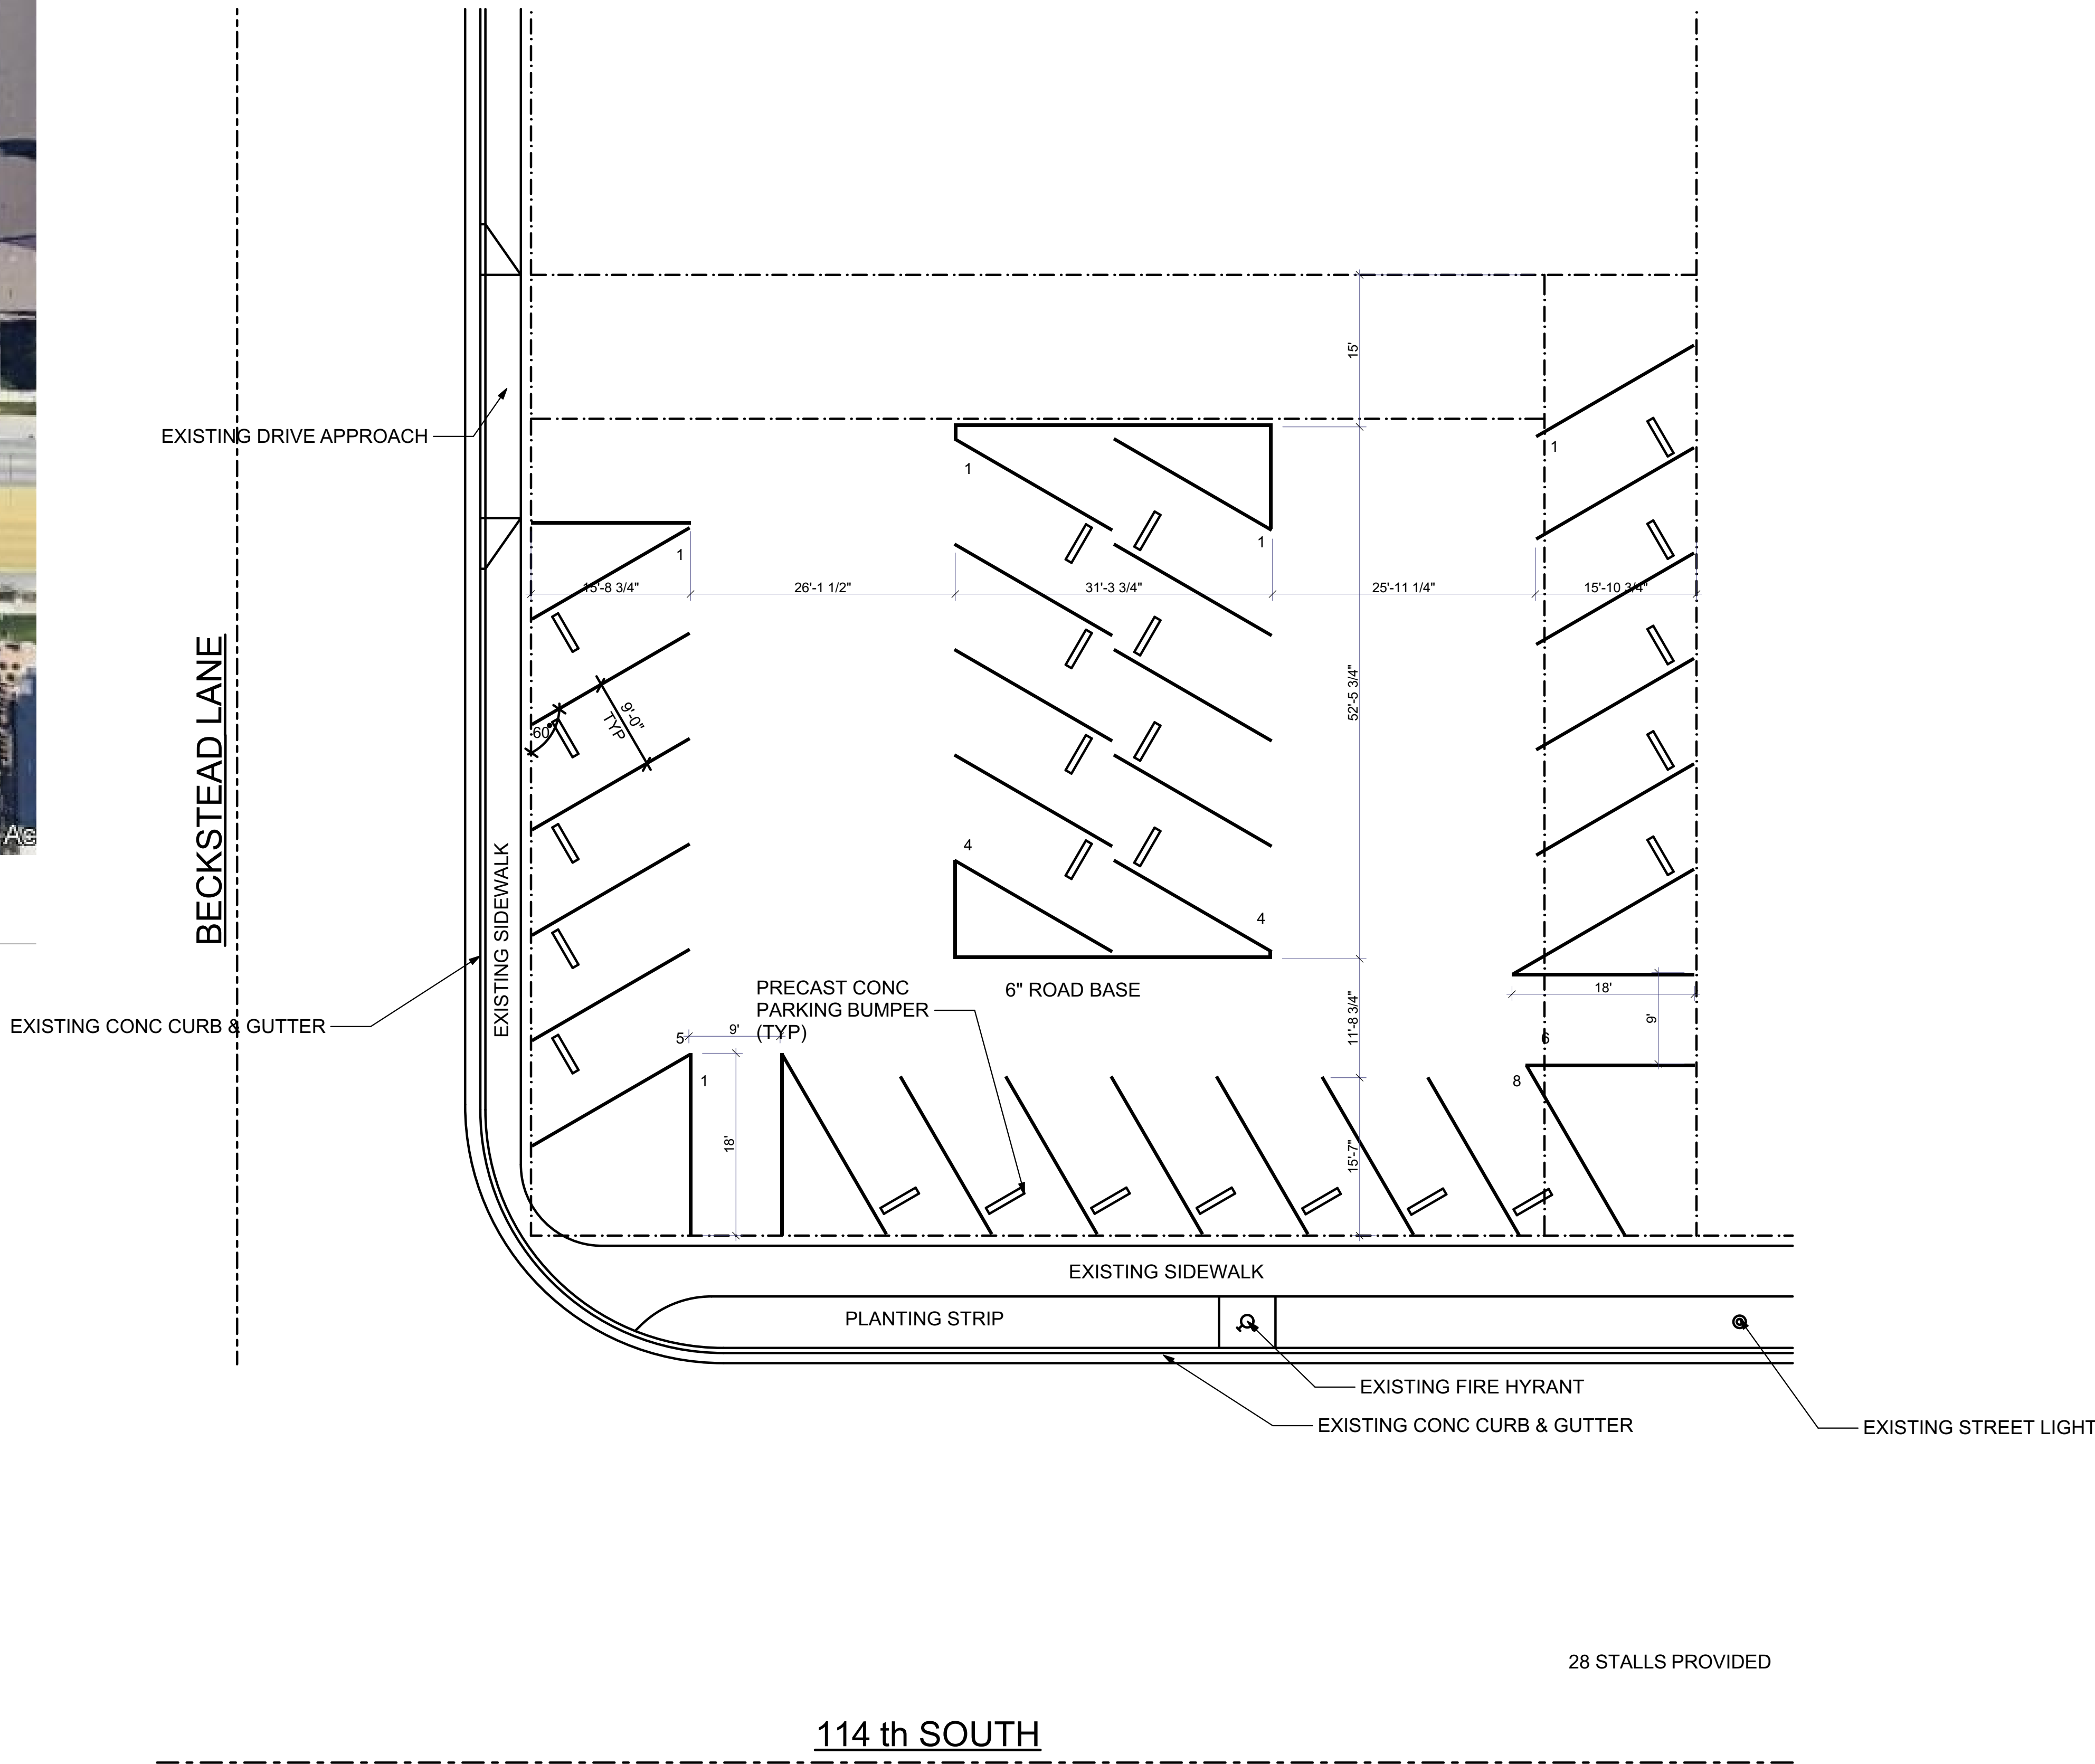 15'
EXISTING DRIVE APPROACH
1
1
1
1
15'-8 3/4"
26'-1 1/2"
31'-3 3/4"
25'-11 1/4"
15'-10 3/4"
9'-0"
TYP
60°
52'-5 3/4"
BECKSTEAD LANE
Ac
EXISTING SIDEWALK
4
4
PRECAST CONC
PARKING BUMPER
(TYP)
6" ROAD BASE
18'
9'
EXISTING CONC CURB & GUTTER
5
9'
11'-8 3/4"
6
1
8
18'
15'-7"
EXISTING SIDEWALK
PLANTING STRIP
EXISTING FIRE HYRANT
EXISTING CONC CURB & GUTTER
EXISTING STREET LIGHT
28 STALLS PROVIDED
114 th SOUTH